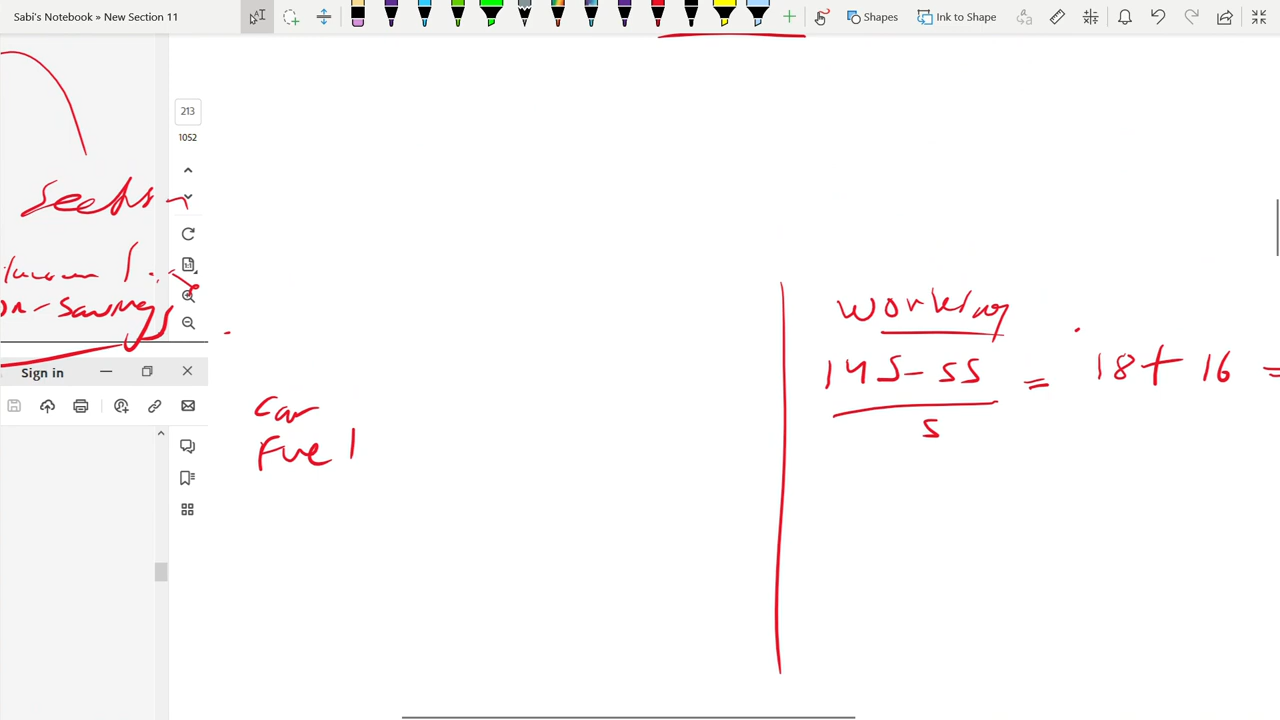 Sabi's Notebook » New Section 11
Shapes
Ink to Shape
213
1052
Sign in
Car
Fuel
Working
145-55 = 18+ 16 =
5